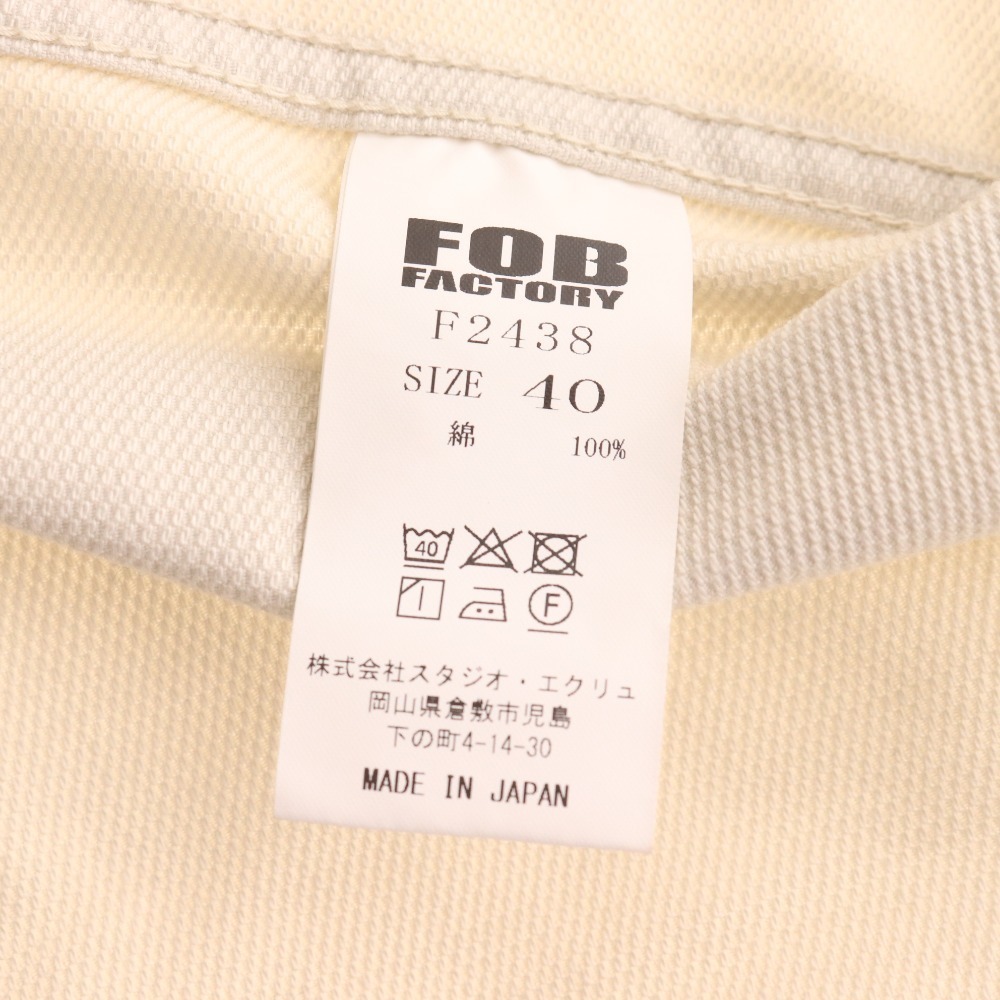 FOB
FACTORY
F2438
SIZE 40
綿 100%
40
F
株式会社スタジオ・エクリュ
岡山県倉敷市児島
下の町4-14-30
MADE IN JAPAN